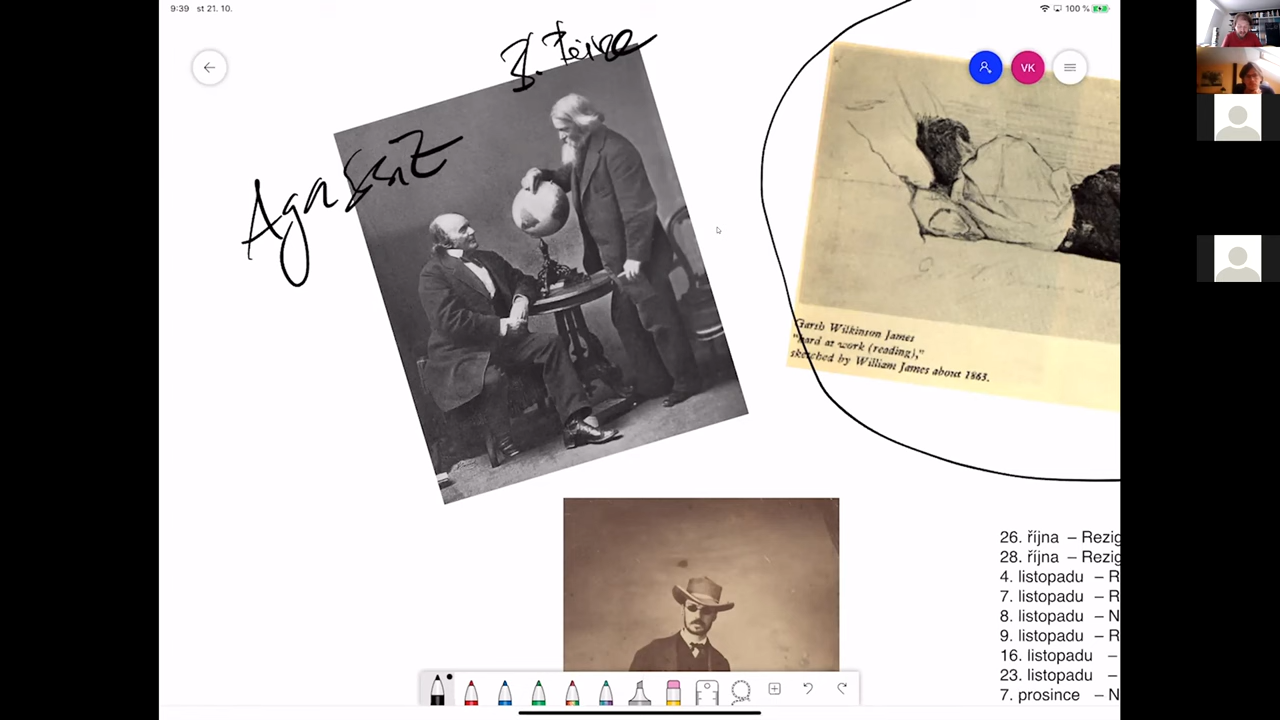 9:39 st 21. 10.
100 %
B. Peirce
Agassiz
VK
Garth Wilkinson James
"hard at work (reading),"
sketched by William James about 1863.
26. října – Rezig
28. října – Rezig
4. listopadu – R
7. listopadu – R
8. listopadu – N
9. listopadu – R
16. listopadu –
23. listopadu –
7. prosince – N